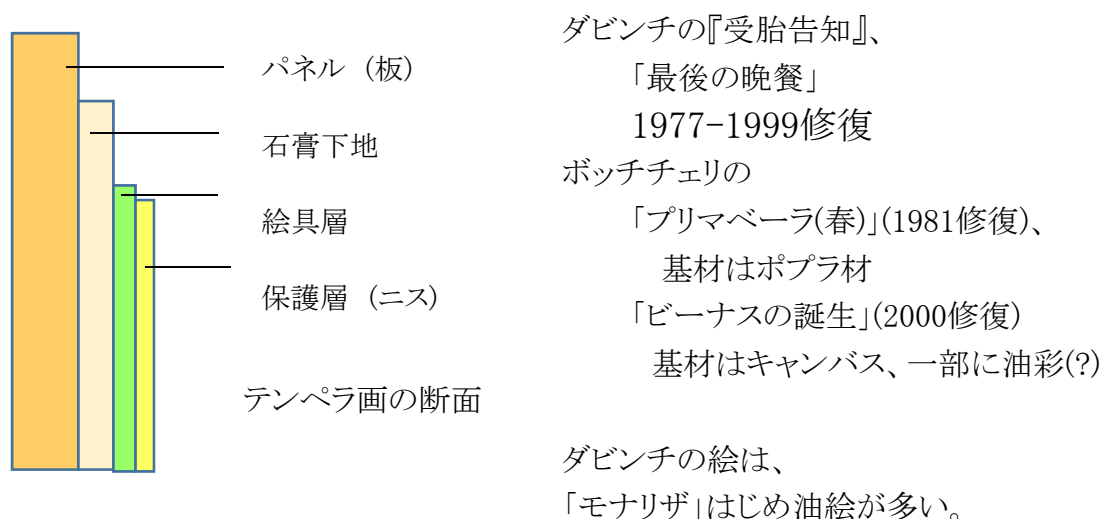 パネル (板)
石膏下地
絵具層
保護層 (ニス)
テンペラ画の断面
ダビンチの『受胎告知』、
「最後の晩餐」
1977-1999修復
ボッチチェリの
「プリマベーラ(春)」(1981修復)、
基材はポプラ材
「ビーナスの誕生」(2000修復)
基材はキャンバス、一部に油彩(?)
ダビンチの絵は、
「モナリザ」はじめ油絵が多い。